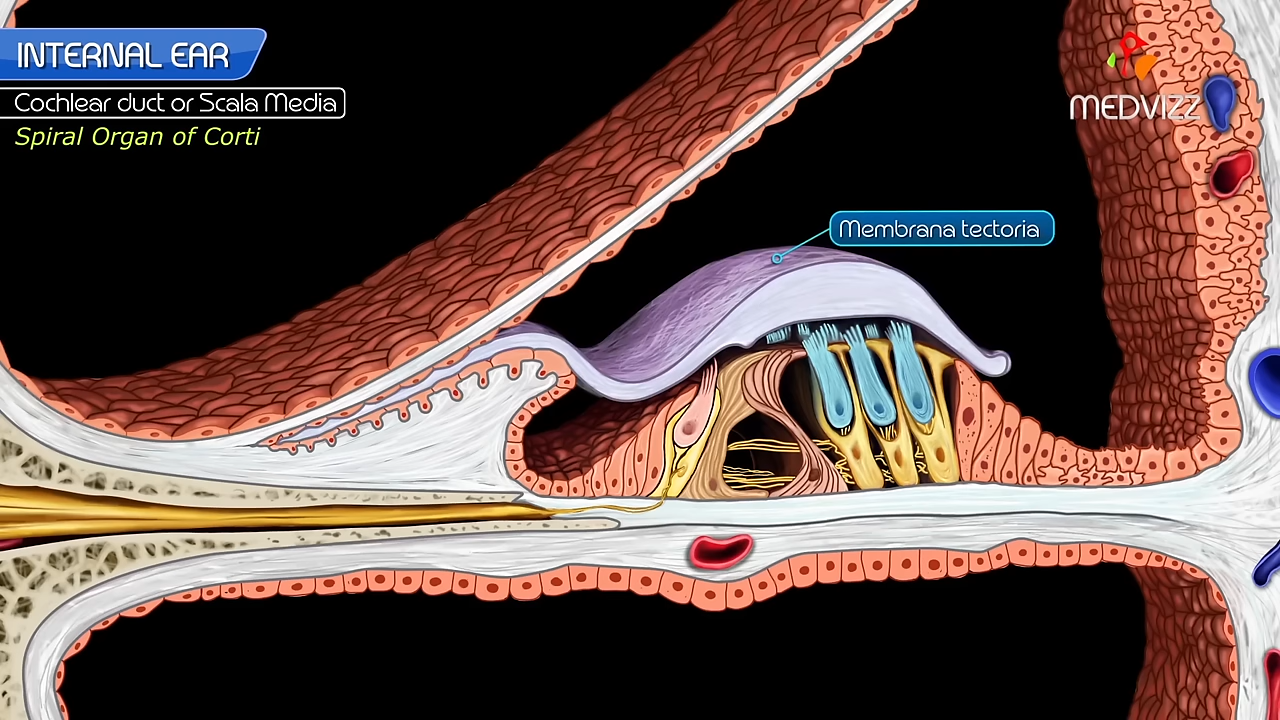 INTERNAL EAR
Cochlear duct or Scala Media
Spiral Organ of Corti
MEDVIZZ
Membrana tectoria